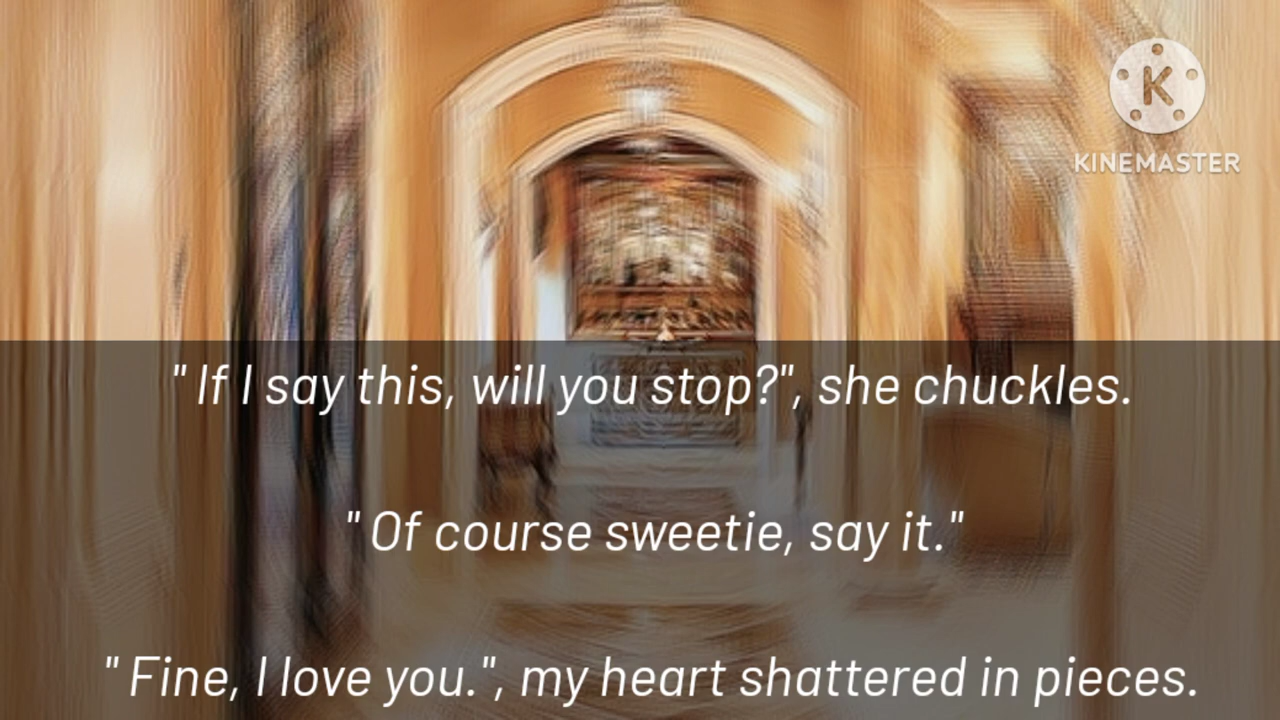 K
KINEMASTER
" If I say this, will you stop?", she chuckles.
" Of course sweetie, say it."
" Fine, I love you.", my heart shattered in pieces.